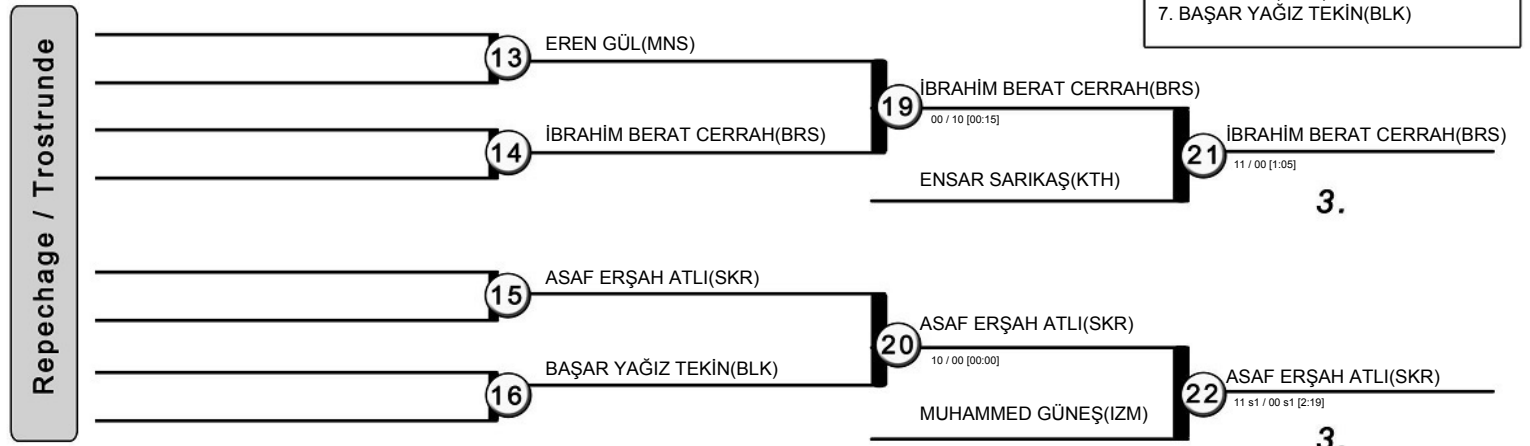 7. BAŞAR YAĞIZ TEKİN(BLK)
Repechage / Trostrunde
13
EREN GÜL(MNS)
14
İBRAHİM BERAT CERRAH(BRS)
19
İBRAHİM BERAT CERRAH(BRS)
00 / 10 [00:15]
ENSAR SARIKAŞ(KTH)
21
İBRAHİM BERAT CERRAH(BRS)
11 / 00 [1:05]
3.
15
ASAF ERŞAH ATLI(SKR)
16
BAŞAR YAĞIZ TEKİN(BLK)
20
ASAF ERŞAH ATLI(SKR)
10 / 00 [00:00]
MUHAMMED GÜNEŞ(IZM)
22
ASAF ERŞAH ATLI(SKR)
11 s1 / 00 s1 [2:19]
3.